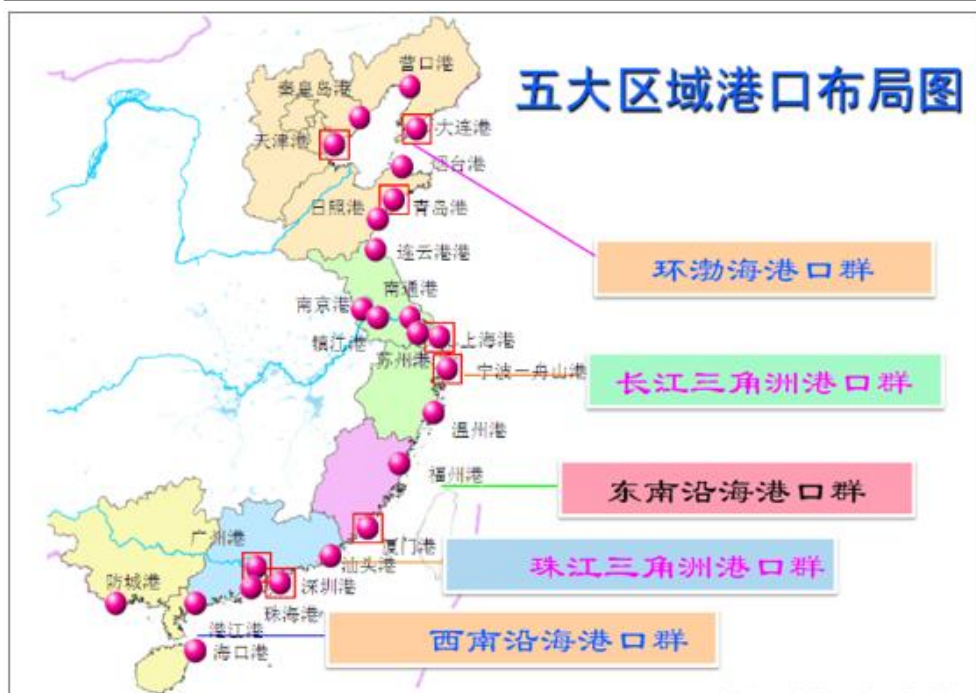 五大区域港口布局图
营口港
秦皇岛港
大连港
天津港
烟台港
日照港
青岛港
连云港港
环渤海港口群
南京港
南通港
镇江港
苏州港
上海港
宁波—舟山港
长江三角洲港口群
温州港
福州港
东南沿海港口群
广州港
厦门港
汕头港
珠江三角洲港口群
防城港
深圳港
珠海港
港江港
海口港
西南沿海港口群